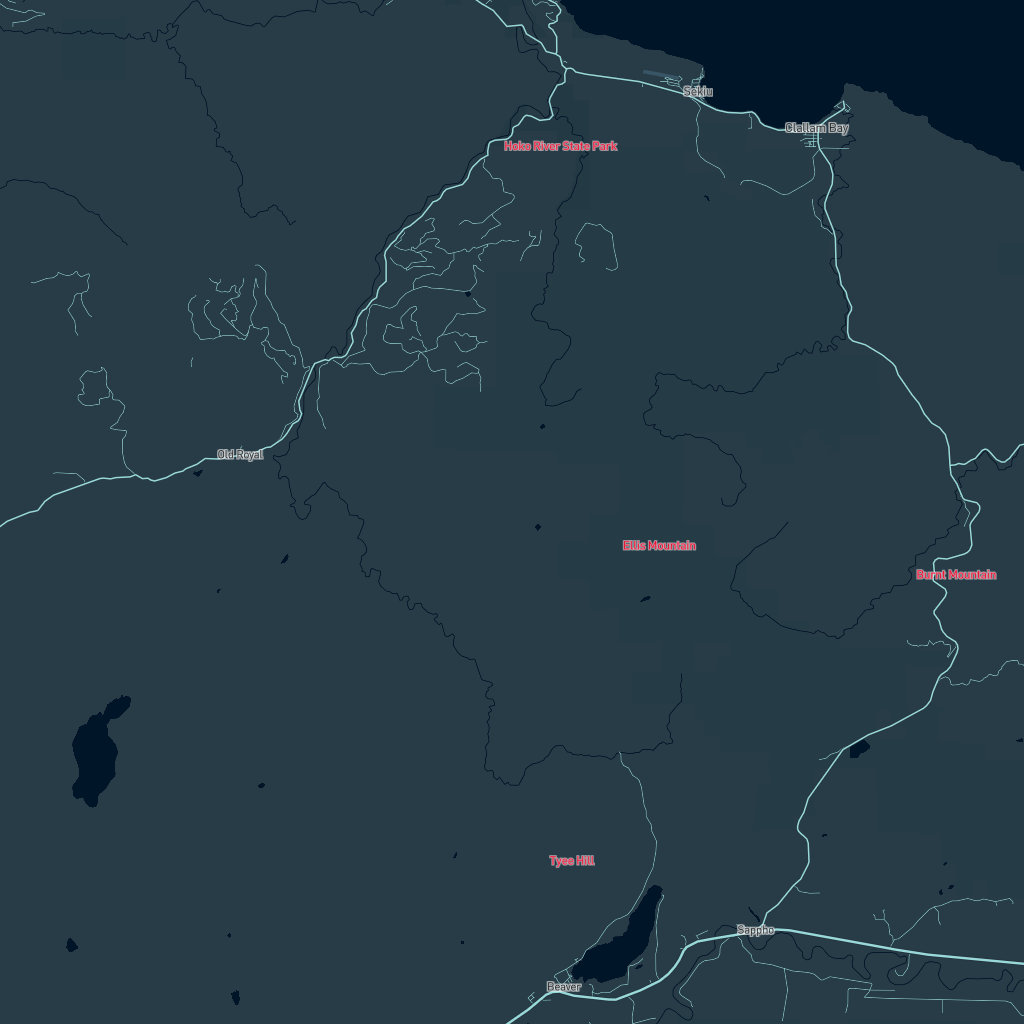 Sekiu
Clallam Bay
Hoko River State Park
Old Royal
Ellis Mountain
Burnt Mountain
Tyee Hill
Sappho
Beaver